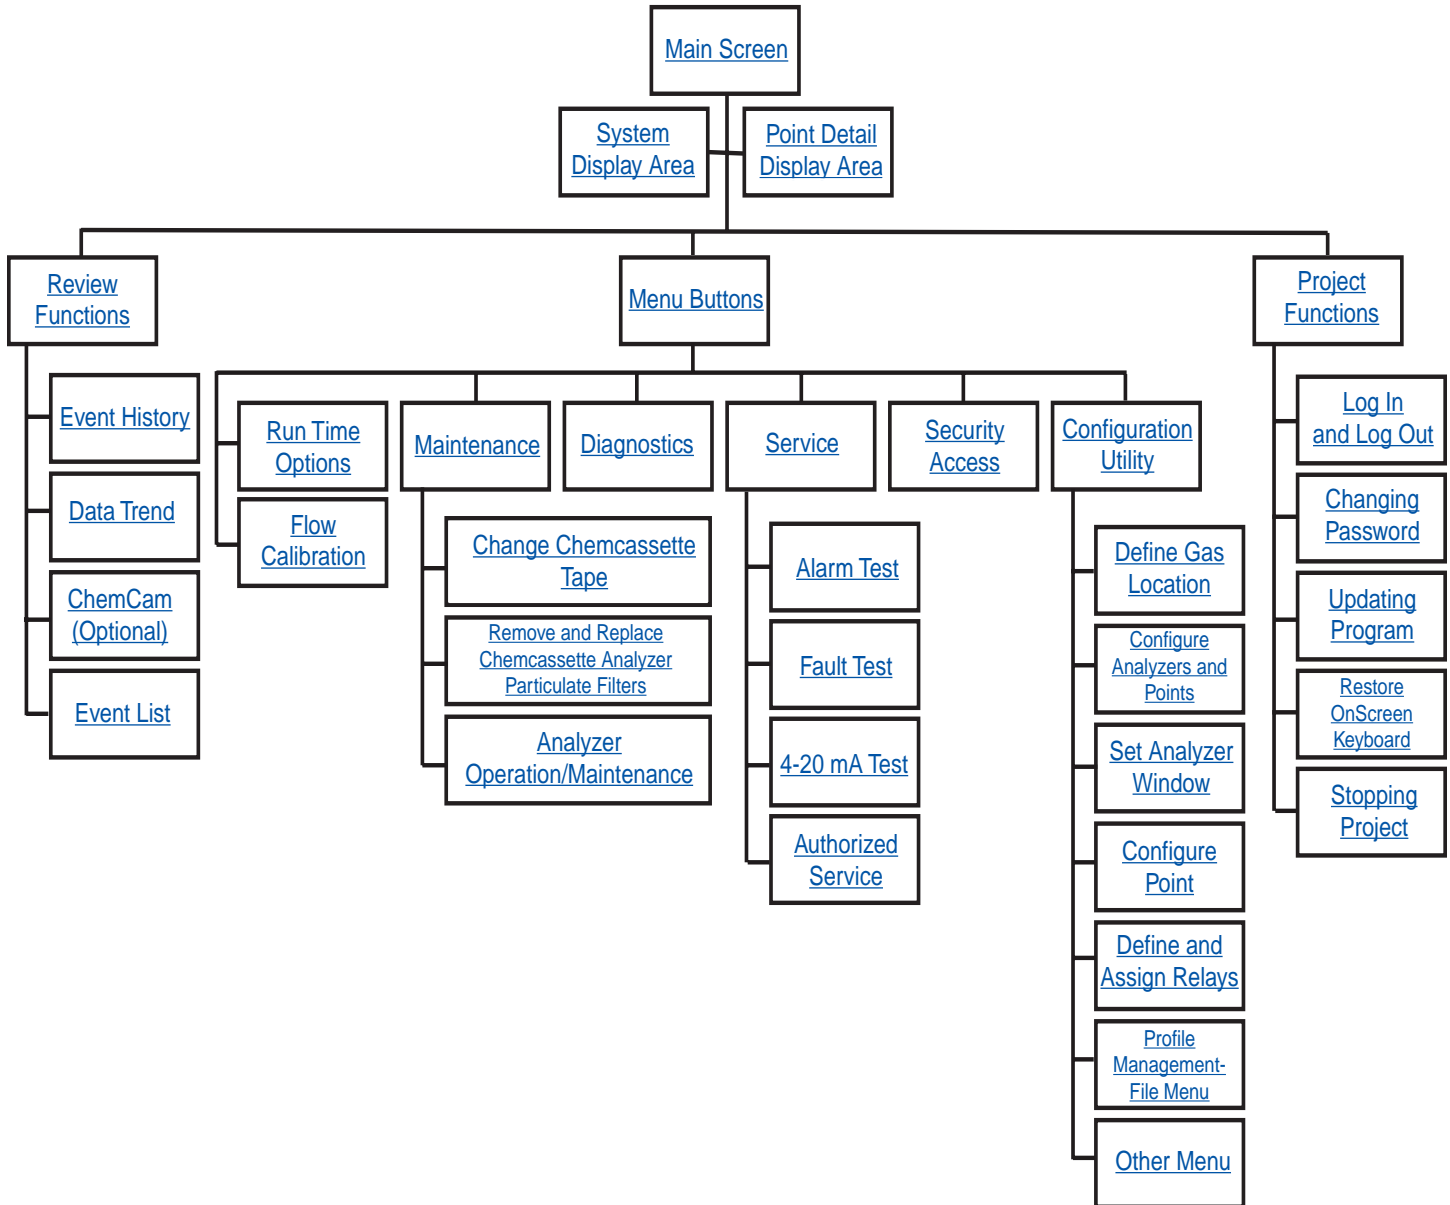 Main Screen
System
Display Area
Point Detail
Display Area
Review
Functions
Menu Buttons
Project
Functions
Event History
Data Trend
ChemCam
(Optional)
Event List
Run Time
Options
Flow
Calibration
Maintenance
Change Chemcassette
Tape
Remove and Replace
Chemcassette Analyzer
Particulate Filters
Analyzer
Operation/Maintenance
Diagnostics
Service
Alarm Test
Fault Test
4-20 mA Test
Authorized
Service
Security
Access
Configuration
Utility
Define Gas
Location
Configure
Analyzers and
Points
Set Analyzer
Window
Configure
Point
Define and
Assign Relays
Profile
Management-
File Menu
Other Menu
Log In
and Log Out
Changing
Password
Updating
Program
Restore
OnScreen
Keyboard
Stopping
Project